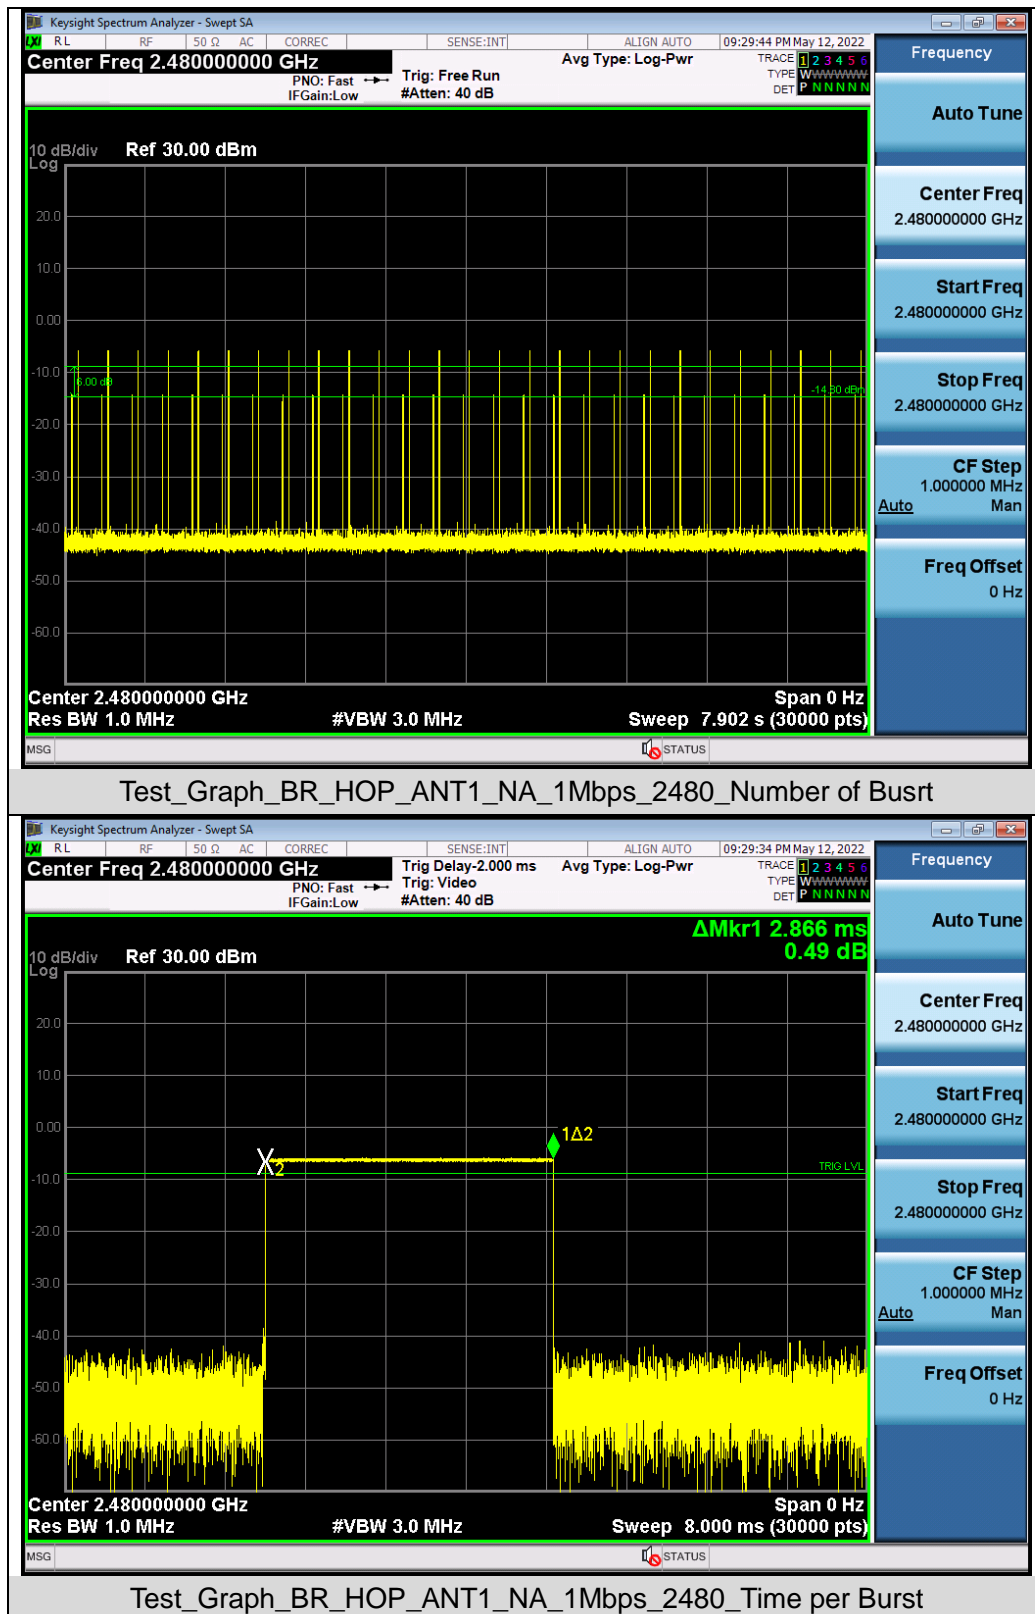 Keysight Spectrum Analyzer - Swept SA
LXI RL RF 50 Ω AC CORREC SENSE:INT ALIGN AUTO 09:29:44 PM May 12, 2022
Center Freq 2.480000000 GHz
PNO: Fast
IFGain:Low
Trig: Free Run
#Atten: 40 dB
Avg Type: Log-Pwr
TRACE 1 2 3 4 5 6
TYPE WWWWWW
DET P N N N N N
10 dB/div
Log
Ref 30.00 dBm
20.0
10.0
0.00
-10.0
6.00 dB
-14.80 dBm
-20.0
-30.0
-40.0
-50.0
-60.0
Center 2.480000000 GHz
Span 0 Hz
Res BW 1.0 MHz
#VBW 3.0 MHz
Sweep 7.902 s (30000 pts)
MSG
STATUS
Frequency
Auto Tune
Center Freq
2.480000000 GHz
Start Freq
2.480000000 GHz
Stop Freq
2.480000000 GHz
CF Step
1.000000 MHz
Auto Man
Freq Offset
0 Hz
Test_Graph_BR_HOP_ANT1_NA_1Mbps_2480_Number of Busrt
Keysight Spectrum Analyzer - Swept SA
LXI RL RF 50 Ω AC CORREC SENSE:INT ALIGN AUTO 09:29:34 PM May 12, 2022
Center Freq 2.480000000 GHz
PNO: Fast
IFGain:Low
Trig Delay-2.000 ms
Trig: Video
#Atten: 40 dB
Avg Type: Log-Pwr
TRACE 1 2 3 4 5 6
TYPE WWWWWW
DET P N N N N N
ΔMkr1 2.866 ms
0.49 dB
10 dB/div
Log
Ref 30.00 dBm
20.0
10.0
0.00
1Δ2
X2
TRIG LVL
-10.0
-20.0
-30.0
-40.0
-50.0
-60.0
Center 2.480000000 GHz
Span 0 Hz
Res BW 1.0 MHz
#VBW 3.0 MHz
Sweep 8.000 ms (30000 pts)
MSG
STATUS
Frequency
Auto Tune
Center Freq
2.480000000 GHz
Start Freq
2.480000000 GHz
Stop Freq
2.480000000 GHz
CF Step
1.000000 MHz
Auto Man
Freq Offset
0 Hz
Test_Graph_BR_HOP_ANT1_NA_1Mbps_2480_Time per Burst